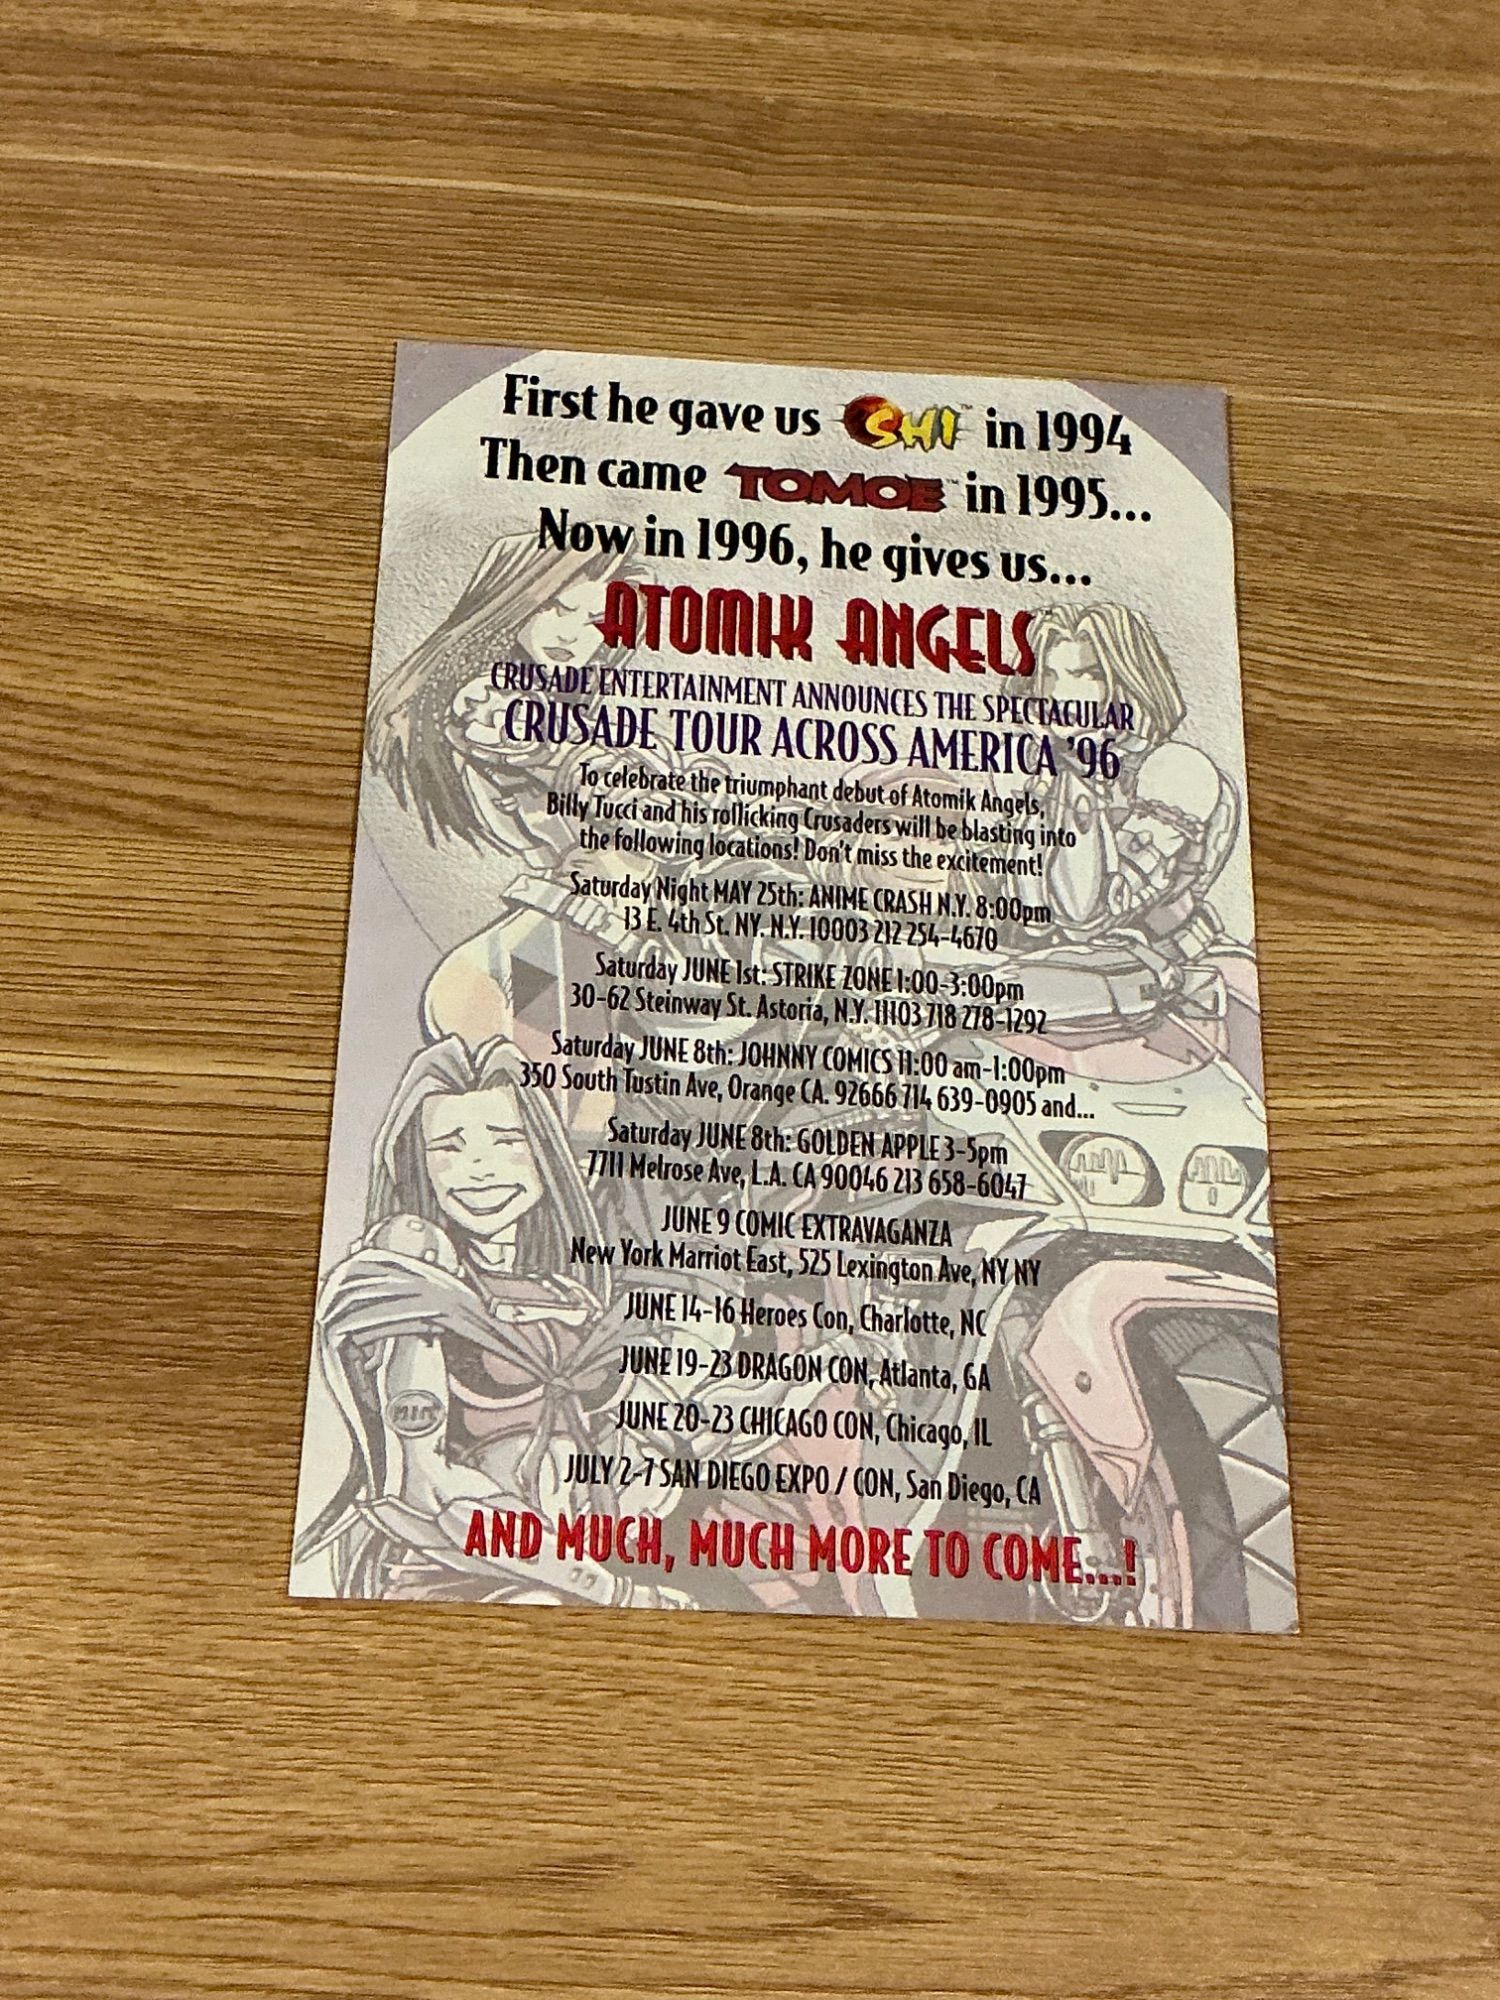 First he gave us SHI™ in 1994
Then came TOMOE™ in 1995...
Now in 1996, he gives us...
ATOMIK ANGELS™
CRUSADE ENTERTAINMENT ANNOUNCES THE SPECTACULAR
CRUSADE TOUR ACROSS AMERICA '96
To celebrate the triumphant debut of Atomik Angels,
Billy Tucci and his rollicking Crusaders will be blasting into
the following locations! Don't miss the excitement!
Saturday Night MAY 25th: ANIME CRASH N.Y. 8:00pm
13 E. 4th St. NY. N.Y. 10003 212 254-4670
Saturday JUNE 1st: STRIKE ZONE 1:00-3:00pm
30-62 Steinway St. Astoria, N.Y. 11103 718 278-1292
Saturday JUNE 8th: JOHNNY COMICS 11:00 am-1:00pm
350 South Tustin Ave, Orange CA. 92666 714 639-0905 and...
Saturday JUNE 8th: GOLDEN APPLE 3-5pm
7711 Melrose Ave, L.A. CA 90046 213 658-6047
JUNE 9 COMIC EXTRAVAGANZA
New York Marriot East, 525 Lexington Ave, NY NY
JUNE 14-16 Heroes Con, Charlotte, NC
JUNE 19-23 DRAGON CON, Atlanta, GA
JUNE 20-23 CHICAGO CON, Chicago, IL
JULY 2-7 SAN DIEGO EXPO / CON, San Diego, CA
AND MUCH, MUCH MORE TO COME...!